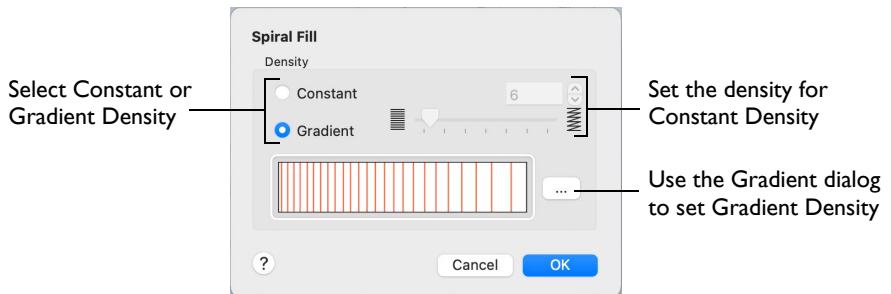 Spiral Fill
Density
Select Constant or
Gradient Density
Constant
6
Gradient
Set the density for
Constant Density
...
Use the Gradient dialog
to set Gradient Density
?
Cancel
OK